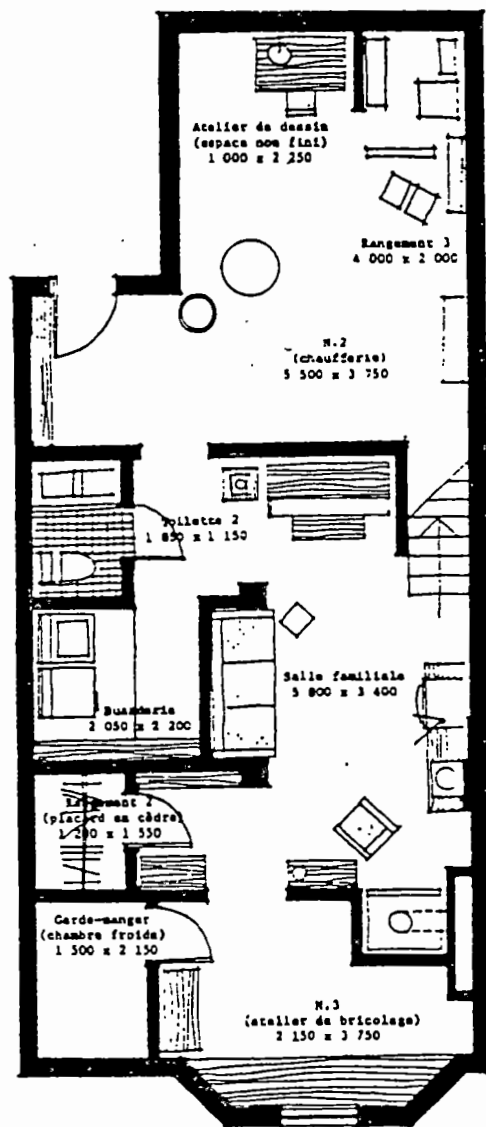 Atelier de dessin
(espace non fini)
1 000 x 2 250
Rangement 3
4 000 x 2 000
N.2
(chaufferie)
5 500 x 3 750
Toilette 2
1 850 x 1 150
Salle familiale
5 800 x 3 400
Buanderie
2 050 x 2 200
Rangement 2
(placard en cèdre)
1 200 x 1 550
Garde-manger
(chambre froide)
1 500 x 2 150
N.3
(atelier de bricolage)
2 150 x 3 750